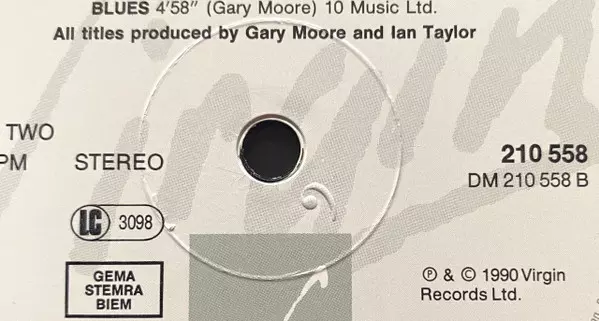 BLUES 4'58" (Gary Moore) 10 Music Ltd.
All titles produced by Gary Moore and Ian Taylor
TWO
PM STEREO
210 558
DM 210 558 B
LC 3098
GEMA
STEMRA
BIEM
℗ & © 1990 Virgin
Records Ltd.